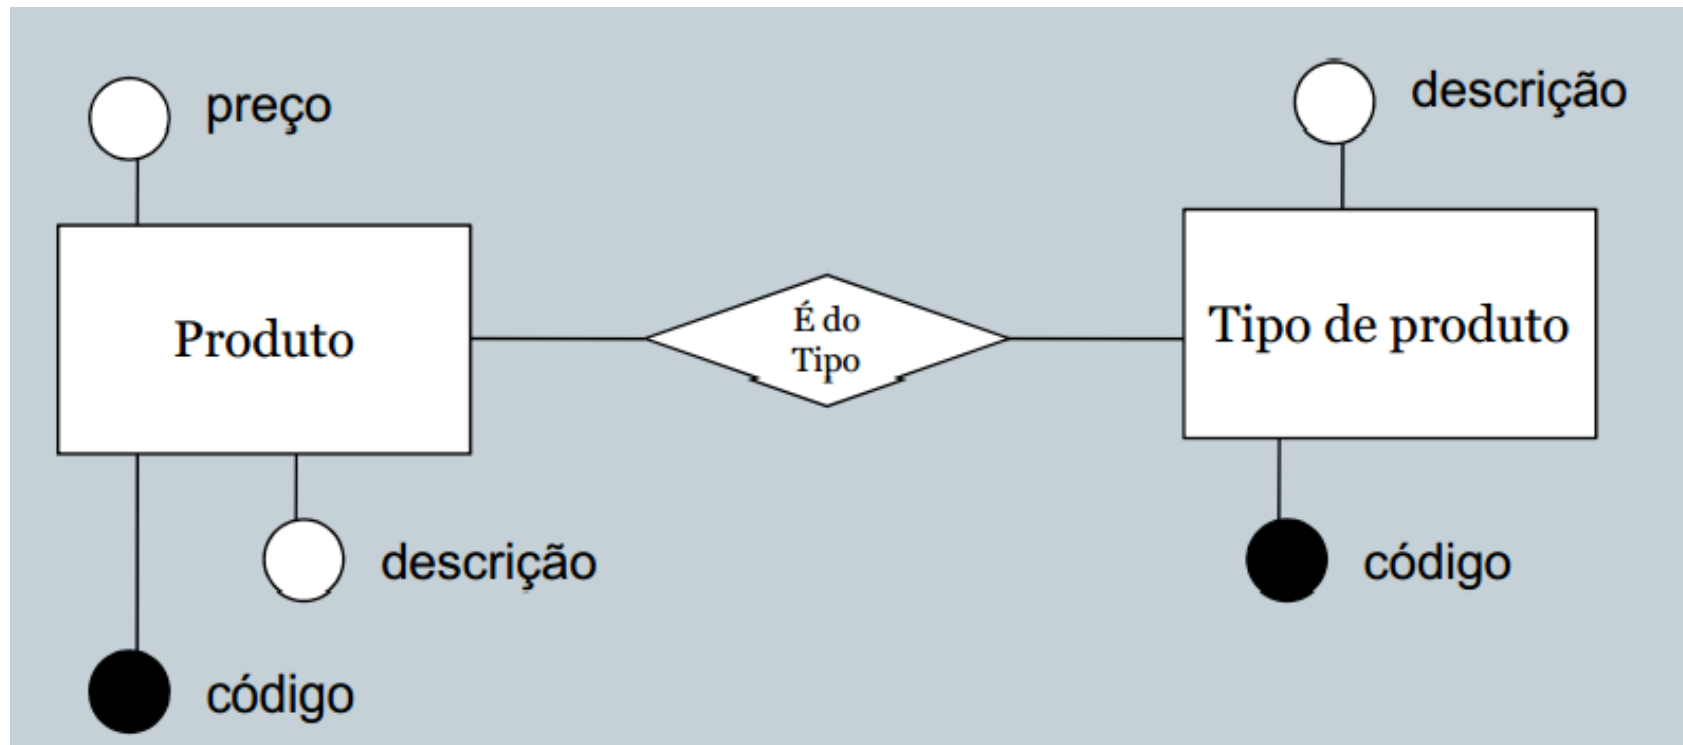 preço
descrição
Produto
É do
Tipo
Tipo de produto
descrição
código
código